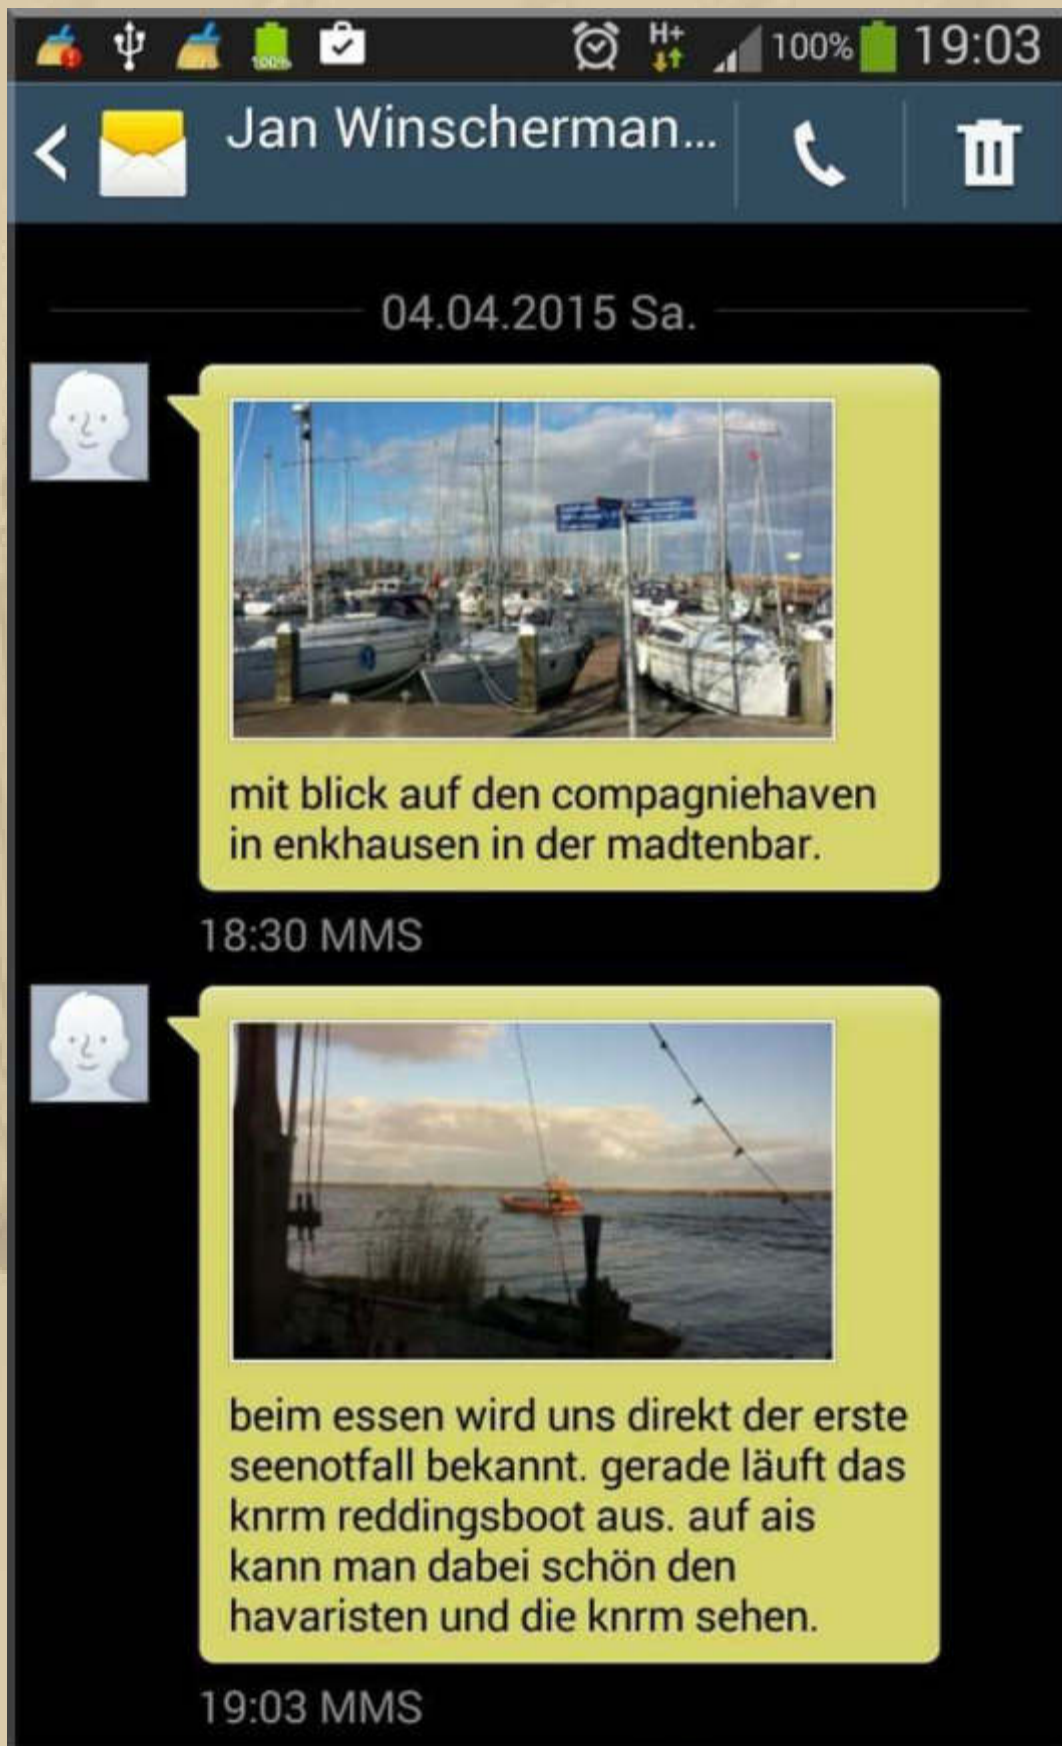 100%
H+
100%
19:03
Jan Winscherman...
04.04.2015 Sa.
mit blick auf den compagniehaven
in enkhausen in der madtenbar.
18:30 MMS
beim essen wird uns direkt der erste
seenotfall bekannt. gerade läuft das
knrm reddingsboot aus. auf ais
kann man dabei schön den
havaristen und die knrm sehen.
19:03 MMS